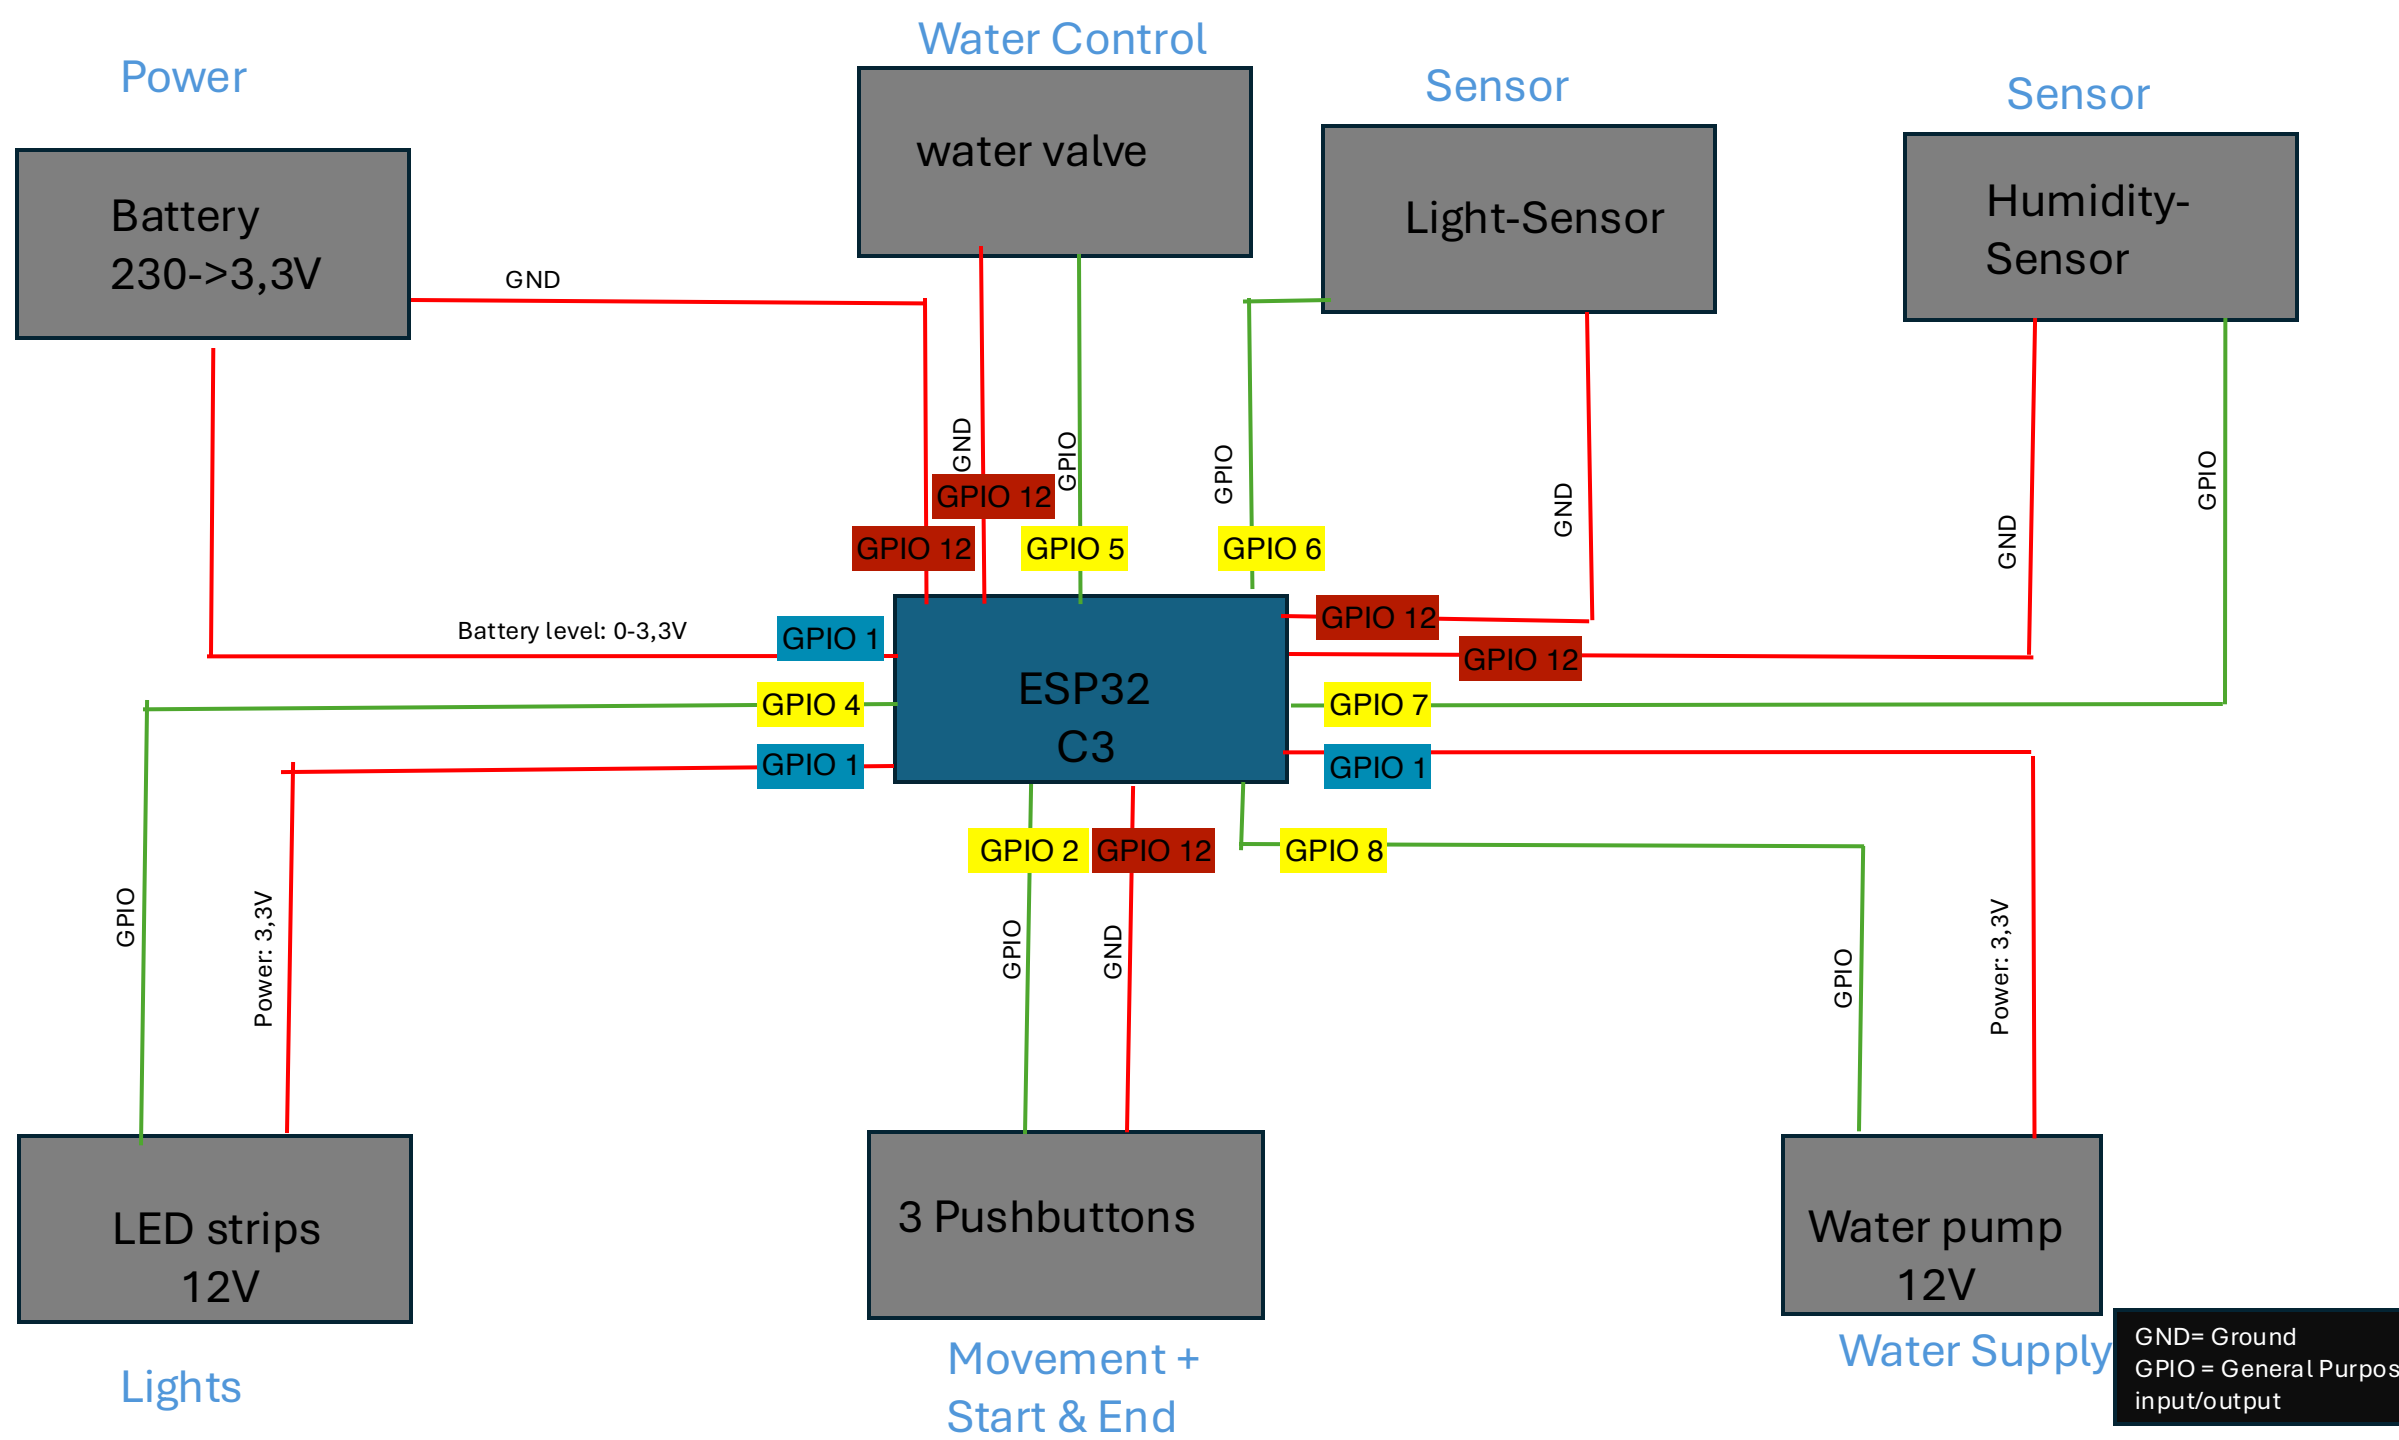 Water Control
Power
Sensor
Sensor
water valve
Battery
230->3,3V
Light-Sensor
Humidity-
Sensor
GND
GND
GPIO
GPIO
GND
GND
GPIO
GPIO 12
GPIO 12
GPIO 5
GPIO 6
Battery level: 0-3,3V
GPIO 1
GPIO 12
GPIO 12
ESP32
C3
GPIO 4
GPIO 7
GPIO 1
GPIO 1
GPIO 2
GPIO 12
GPIO 8
GPIO
Power: 3,3V
GPIO
GND
GPIO
Power: 3,3V
LED strips
12V
3 Pushbuttons
Water pump
12V
Lights
Movement +
Start & End
Water Supply
GND= Ground
GPIO = General Purpos
input/output